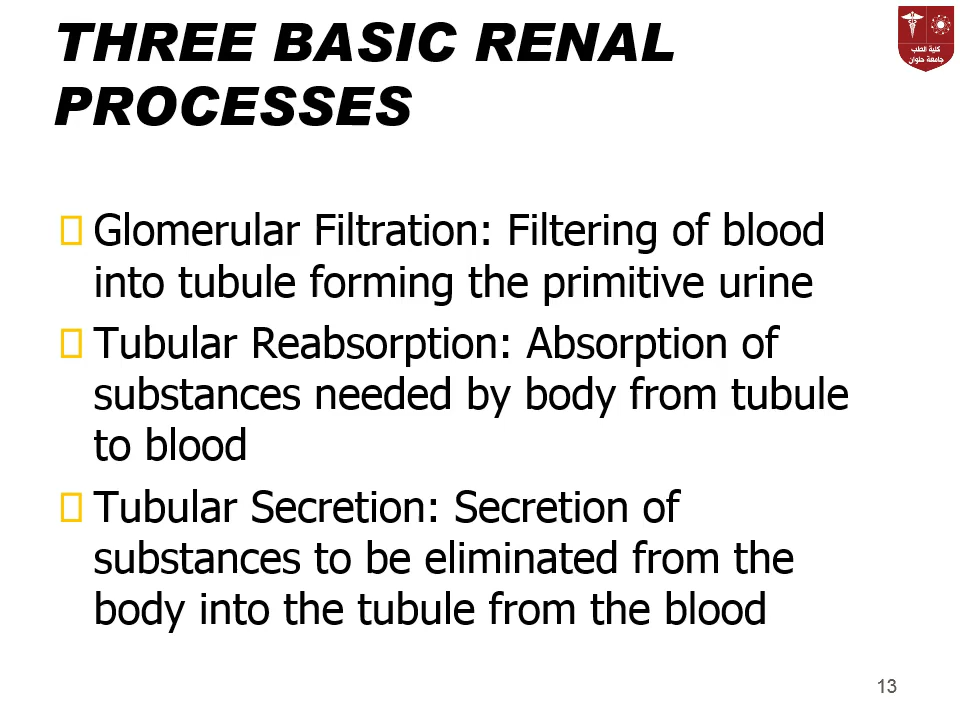 THREE BASIC RENAL
PROCESSES
كلية الطب
جامعة حلوان
Glomerular Filtration: Filtering of blood
into tubule forming the primitive urine
Tubular Reabsorption: Absorption of
substances needed by body from tubule
to blood
Tubular Secretion: Secretion of
substances to be eliminated from the
body into the tubule from the blood
13